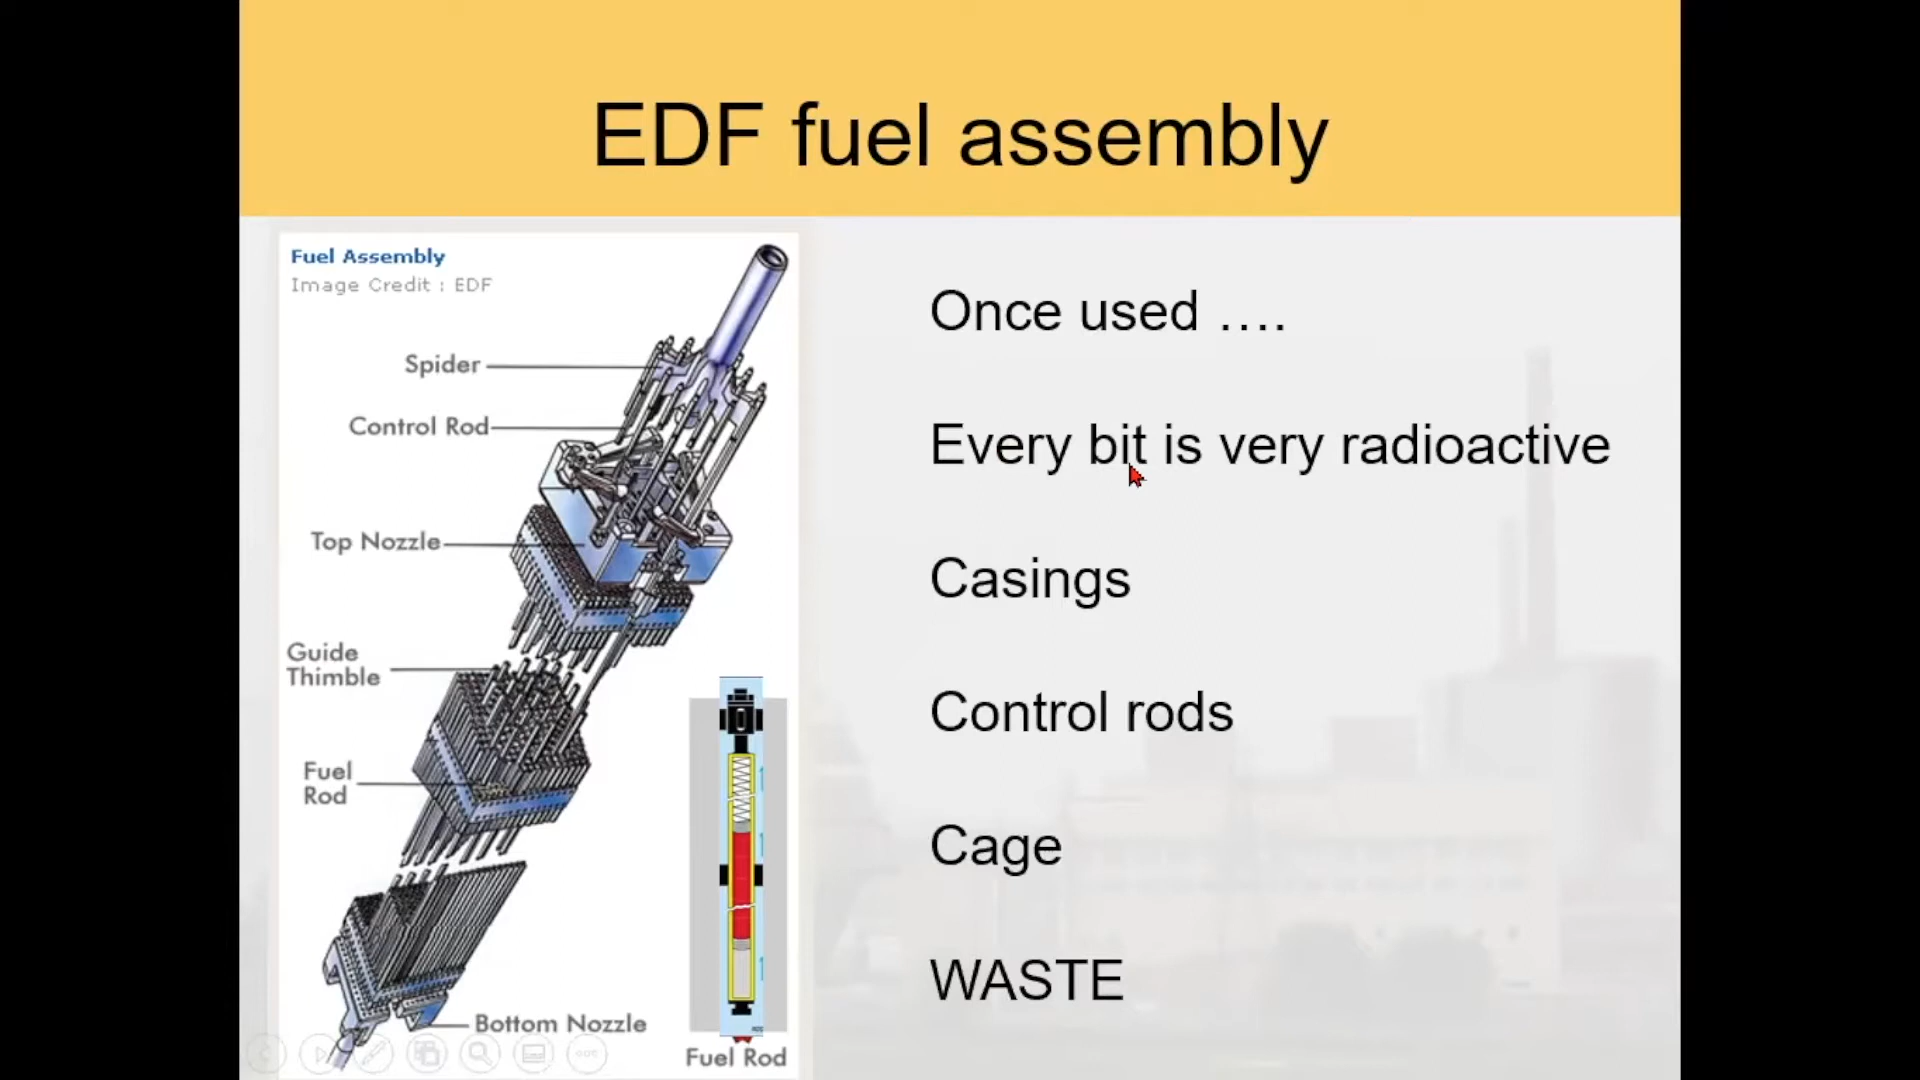 EDF fuel assembly
Fuel Assembly
Image Credit : EDF
Spider
Control Rod
Top Nozzle
Guide
Thimble
Fuel
Rod
Bottom Nozzle
Fuel Rod
Once used ….
Every bit is very radioactive
Casings
Control rods
Cage
WASTE